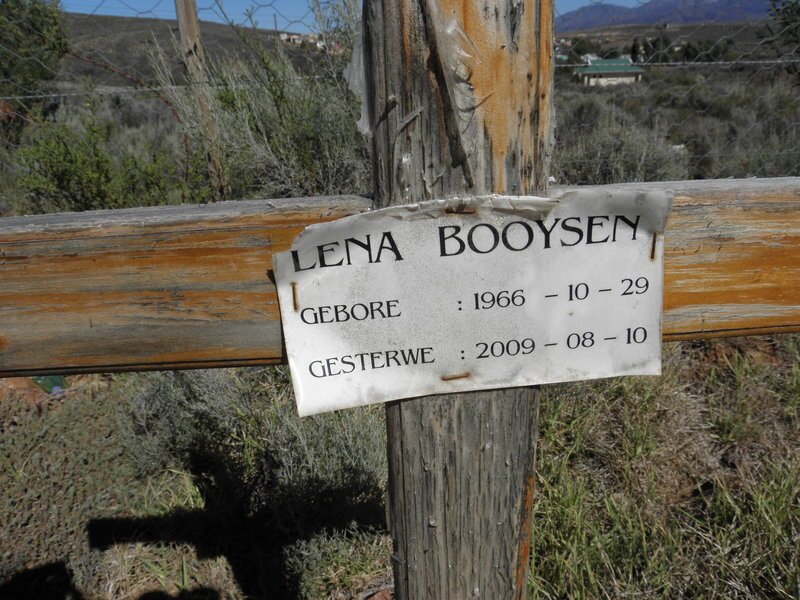 LENA BOOYSEN
GEBORE : 1966 - 10 - 29
GESTERWE : 2009 - 08 - 10